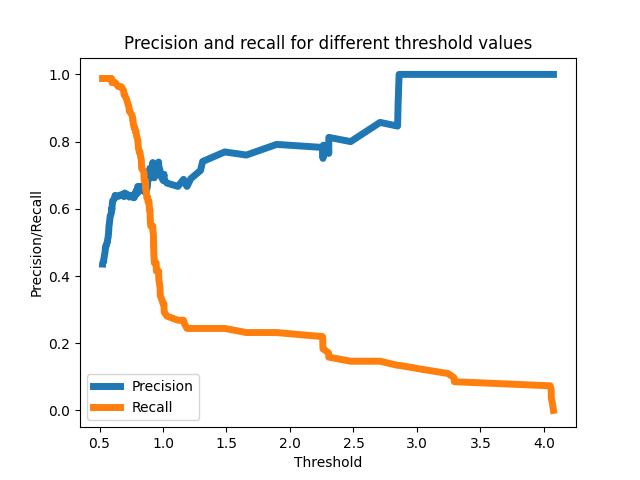 Precision and recall for different threshold values
1.0
0.8
0.6
0.4
0.2
0.0
Precision/Recall
Precision
Recall
0.5 1.0 1.5 2.0 2.5 3.0 3.5 4.0
Threshold